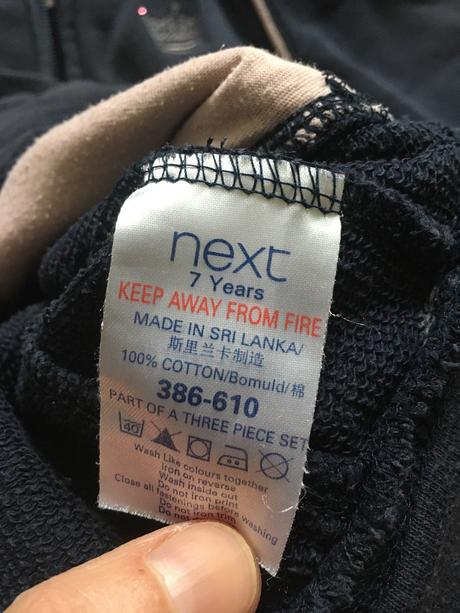 next
7 Years
KEEP AWAY FROM FIRE
MADE IN SRI LANKA/
斯里兰卡制造
100% COTTON/Bomuld/棉
386-610
PART OF A THREE PIECE SET
40
Wash Like colours together
Iron on reverse
Wash inside out
Do not iron print
Close all fastenings before washing
Do not iron trim